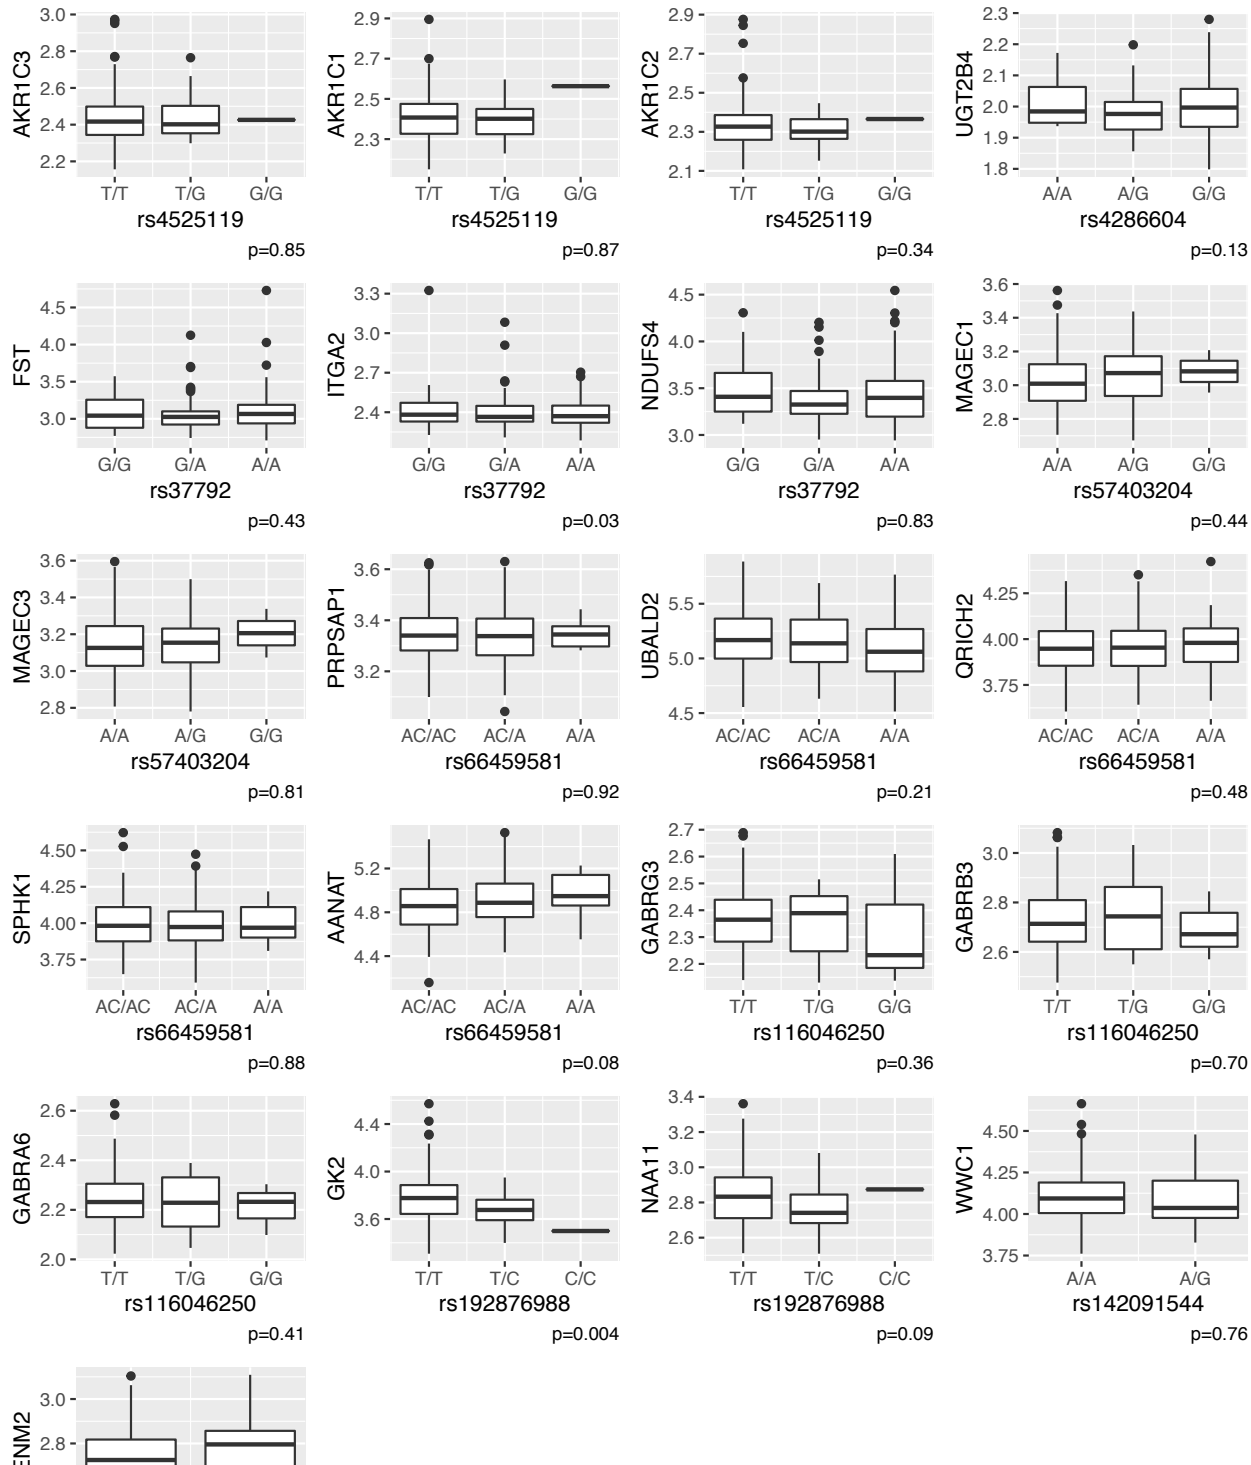 AKR1C3
3.0
2.8
2.6
2.4
2.2
T/T T/G G/G
rs4525119
p=0.85
AKR1C1
2.9
2.7
2.5
2.3
T/T T/G G/G
rs4525119
p=0.87
AKR1C2
2.9
2.7
2.5
2.3
2.1
T/T T/G G/G
rs4525119
p=0.34
UGT2B4
2.3
2.2
2.1
2.0
1.9
1.8
A/A A/G G/G
rs4286604
p=0.13
FST
4.5
4.0
3.5
3.0
G/G G/A A/A
rs37792
p=0.43
ITGA2
3.3
3.0
2.7
2.4
G/G G/A A/A
rs37792
p=0.03
NDUFS4
4.5
4.0
3.5
3.0
G/G G/A A/A
rs37792
p=0.83
MAGEC1
3.6
3.4
3.2
3.0
2.8
A/A A/G G/G
rs57403204
p=0.44
MAGEC3
3.6
3.4
3.2
3.0
2.8
A/A A/G G/G
rs57403204
p=0.81
PRPSAP1
3.6
3.4
3.2
AC/AC AC/A A/A
rs66459581
p=0.92
UBALD2
5.5
5.0
4.5
AC/AC AC/A A/A
rs66459581
p=0.21
QRICH2
4.25
4.00
3.75
AC/AC AC/A A/A
rs66459581
p=0.48
SPHK1
4.50
4.25
4.00
3.75
AC/AC AC/A A/A
rs66459581
p=0.88
AANAT
5.2
4.8
4.4
AC/AC AC/A A/A
rs66459581
p=0.08
GABRG3
2.7
2.6
2.5
2.4
2.3
2.2
T/T T/G G/G
rs116046250
p=0.36
GABRB3
3.0
2.8
2.6
T/T T/G G/G
rs116046250
p=0.70
GABRA6
2.6
2.4
2.2
2.0
T/T T/G G/G
rs116046250
p=0.41
GK2
4.4
4.0
3.6
T/T T/C C/C
rs192876988
p=0.004
NAA11
3.4
3.2
3.0
2.8
2.6
T/T T/C C/C
rs192876988
p=0.09
WWC1
4.50
4.25
4.00
3.75
A/A A/G
rs142091544
p=0.76
ENM2
3.0
2.8